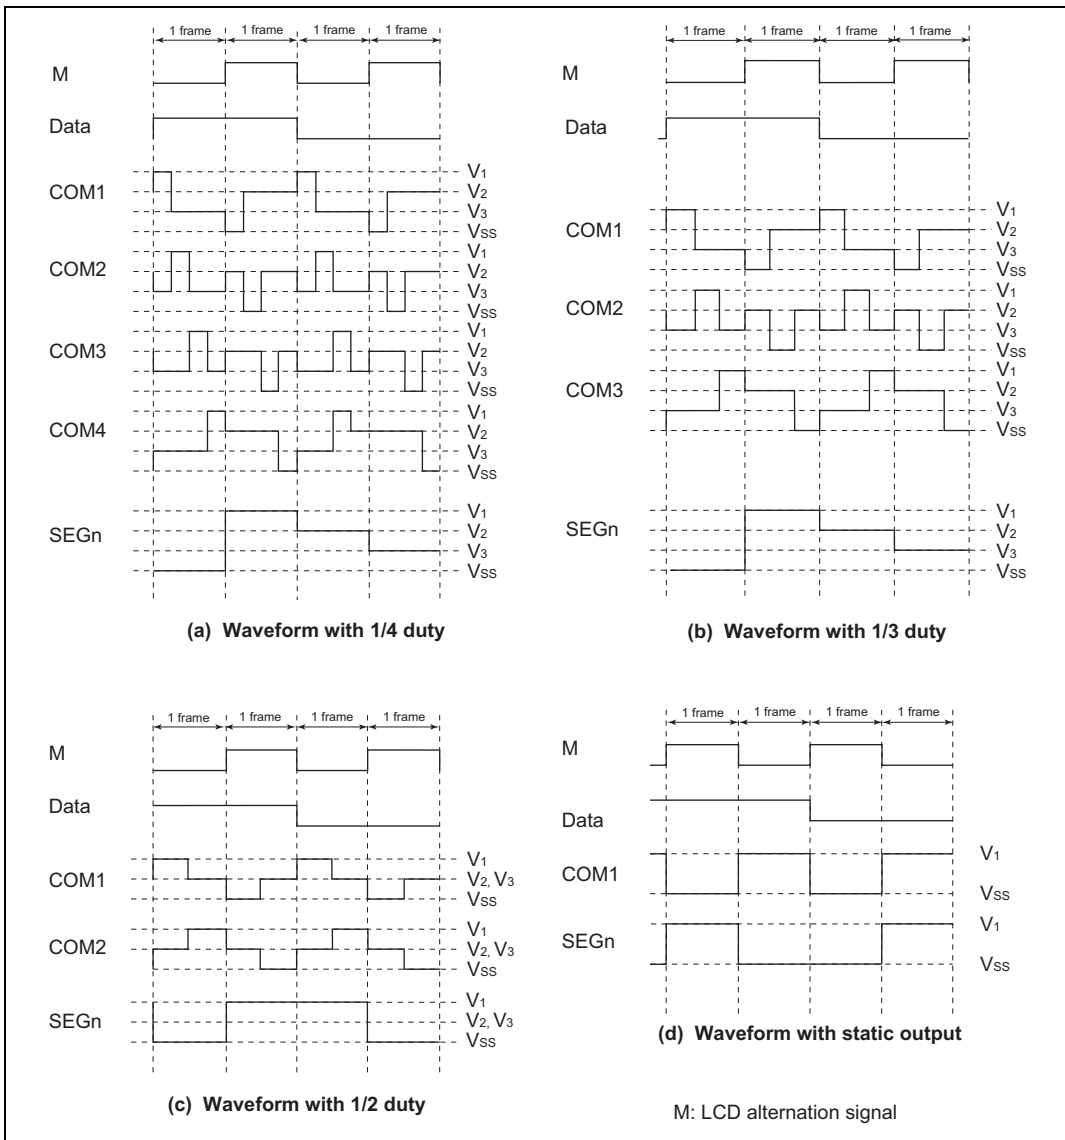 1 frame 1 frame 1 frame 1 frame
M
Data
COM1
V1
V2
V3
VSS
COM2
V1
V2
V3
VSS
COM3
V1
V2
V3
VSS
COM4
V1
V2
V3
VSS
SEGn
V1
V2
V3
VSS
(a) Waveform with 1/4 duty
1 frame 1 frame 1 frame 1 frame
M
Data
COM1
V1
V2
V3
VSS
COM2
V1
V2
V3
VSS
COM3
V1
V2
V3
VSS
SEGn
V1
V2
V3
VSS
(b) Waveform with 1/3 duty
1 frame 1 frame 1 frame 1 frame
M
Data
COM1
V1
V2, V3
VSS
COM2
V1
V2, V3
VSS
SEGn
V1
V2, V3
VSS
(c) Waveform with 1/2 duty
1 frame 1 frame 1 frame 1 frame
M
Data
COM1
V1
VSS
SEGn
V1
VSS
(d) Waveform with static output
M: LCD alternation signal